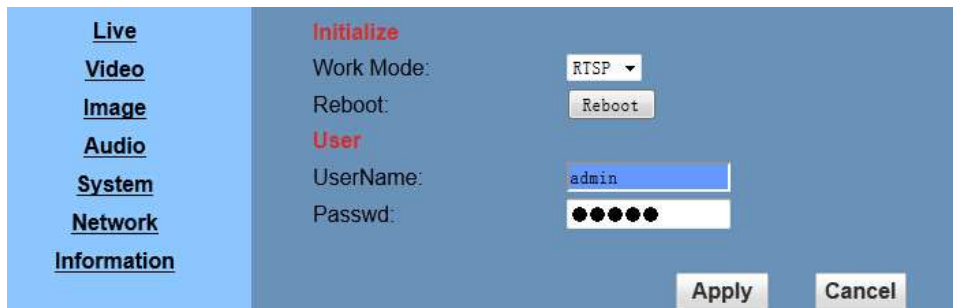 Live
Video
Image
Audio
System
Network
Information
Initialize
Work Mode: RTSP
Reboot: Reboot
User
UserName: admin
Passwd: ●●●●●
Apply Cancel